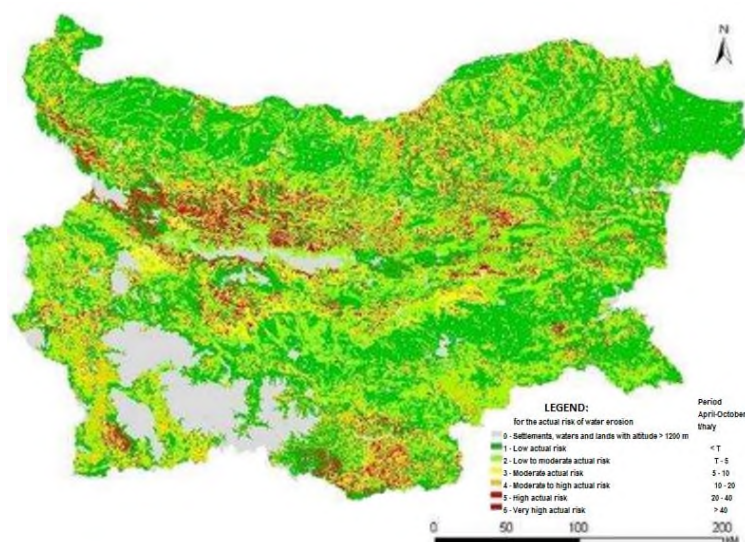 N
LEGEND:
for the actual risk of water erosion
Period
April-October
t/haly
0 - Settlements, waters and lands with altitude > 1200 m
1 - Low actual risk < T
2 - Low to moderate actual risk T - 5
3 - Moderate actual risk 5 - 10
4 - Moderate to high actual risk 10 - 20
5 - High actual risk 20 - 40
6 - Very high actual risk > 40
0 50 100 200
KM